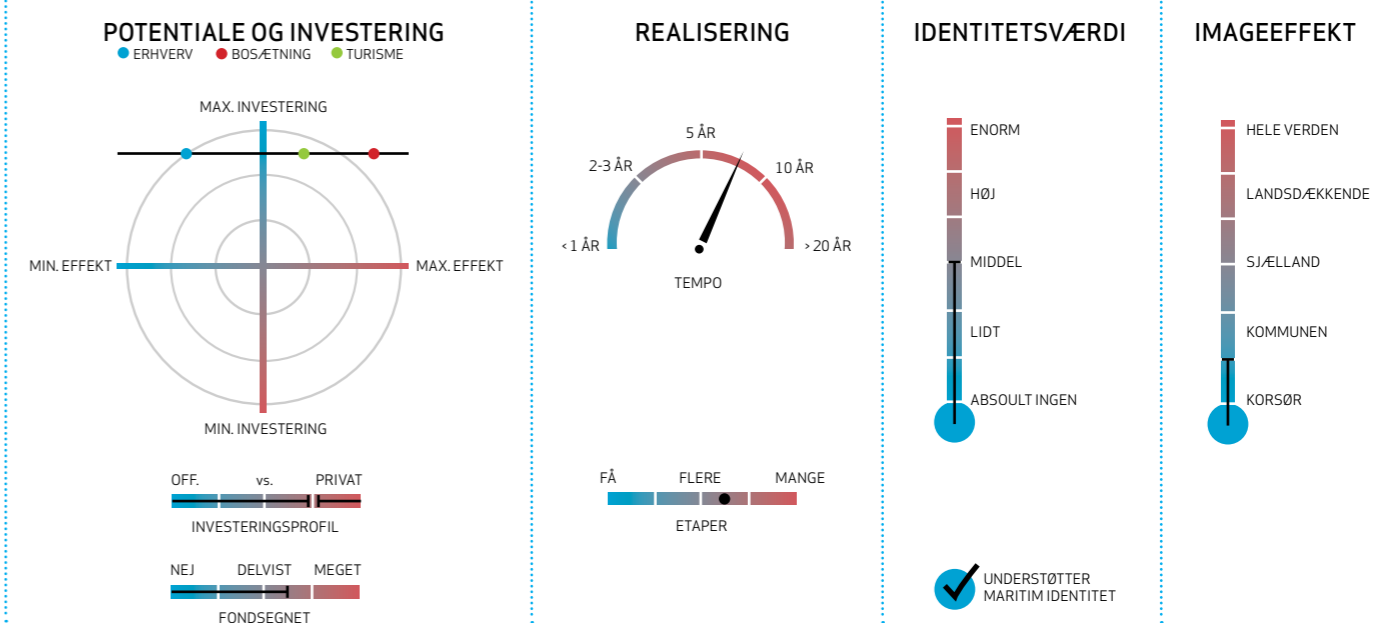 POTENTIALE OG INVESTERING
ERHVERV BOSÆTNING TURISME
MAX. INVESTERING
MIN. EFFEKT
MAX. EFFEKT
MIN. INVESTERING
OFF. vs. PRIVAT
INVESTERINGSPROFIL
NEJ DELVIST MEGET
FONDSEGNET
REALISERING
5 ÅR
2-3 ÅR
10 ÅR
< 1 ÅR
> 20 ÅR
TEMPO
FÅ FLERE MANGE
ETAPER
IDENTITETSVÆRDI
ENORM
HØJ
MIDDEL
LIDT
ABSOULT INGEN
UNDERSTØTTER
MARITIM IDENTITET
IMAGEEFFEKT
HELE VERDEN
LANDSDÆKKENDE
SJÆLLAND
KOMMUNEN
KORSØR